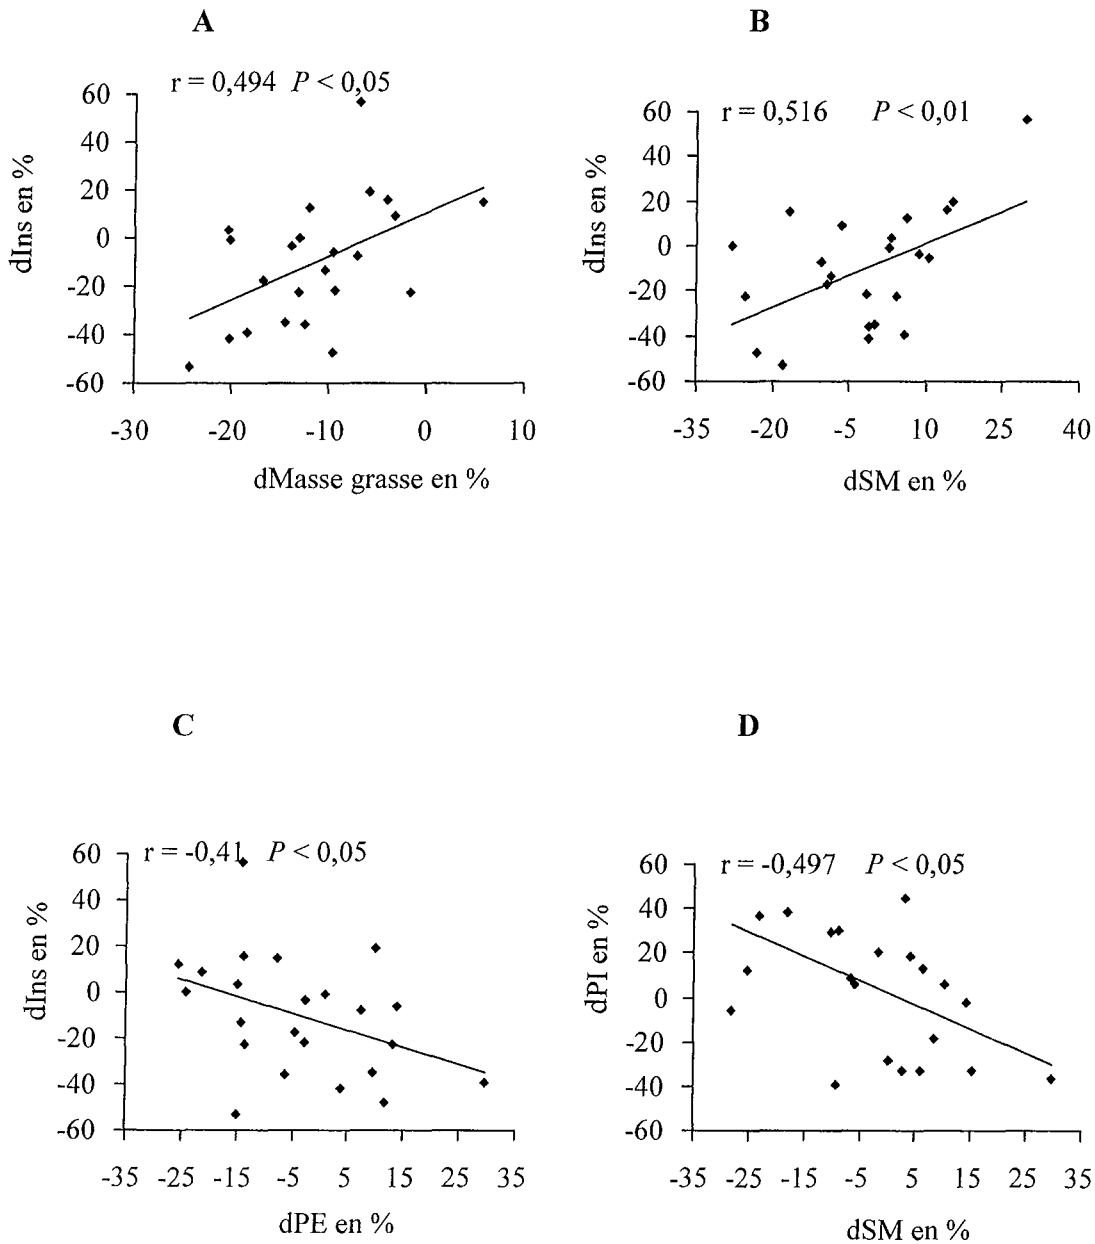 A
r = 0,494 P < 0,05
60
40
20
0
-20
-40
-60
dIns en %
-30 -20 -10 0 10
dMasse grasse en %
B
r = 0,516 P < 0,01
60
40
20
0
-20
-40
-60
dIns en %
-35 -20 -5 10 25 40
dSM en %
C
r = -0,41 P < 0,05
60
40
20
0
-20
-40
-60
dIns en %
-35 -25 -15 -5 5 15 25 35
dPE en %
D
r = -0,497 P < 0,05
60
40
20
0
-20
-40
-60
dPI en %
-35 -25 -15 -5 5 15 25 35
dSM en %